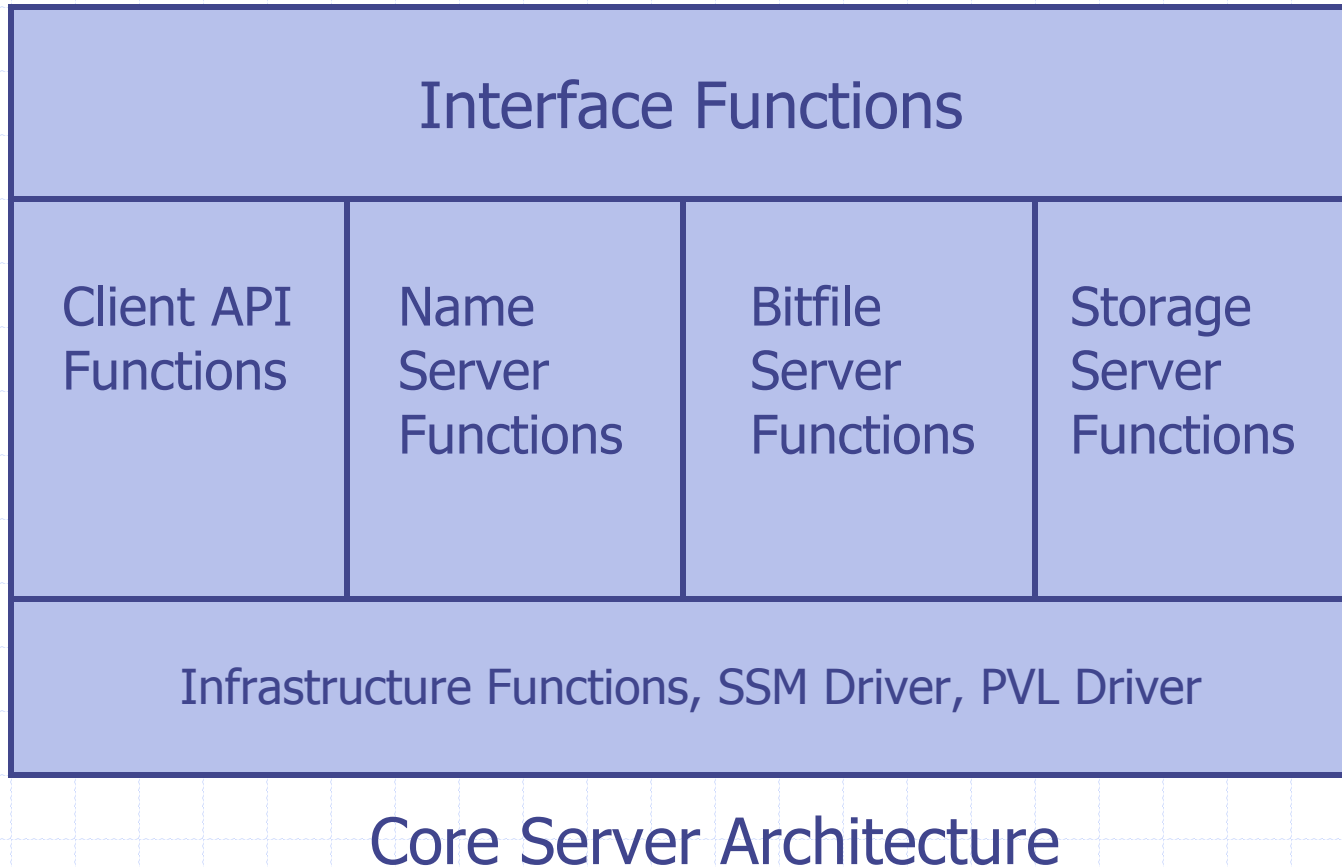 Interface Functions
Client API
Functions
Name
Server
Functions
Bitfile
Server
Functions
Storage
Server
Functions
Infrastructure Functions, SSM Driver, PVL Driver
Core Server Architecture